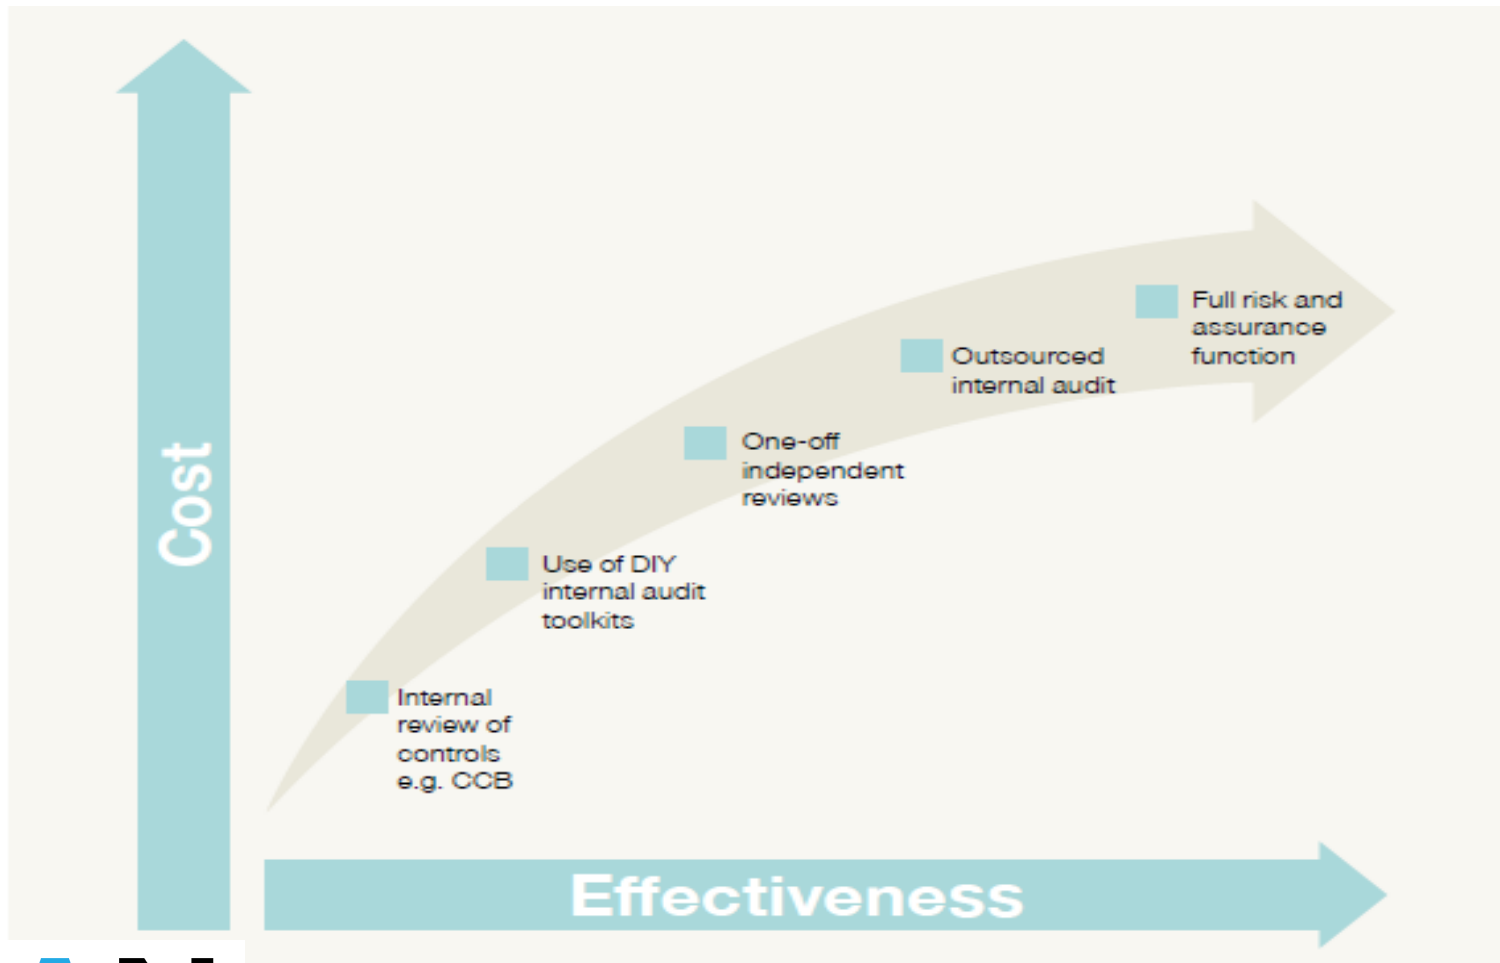 Cost
Full risk and
assurance
function
Outsourced
internal audit
One-off
independent
reviews
Use of DIY
internal audit
toolkits
Internal
review of
controls
e.g. CCB
Effectiveness